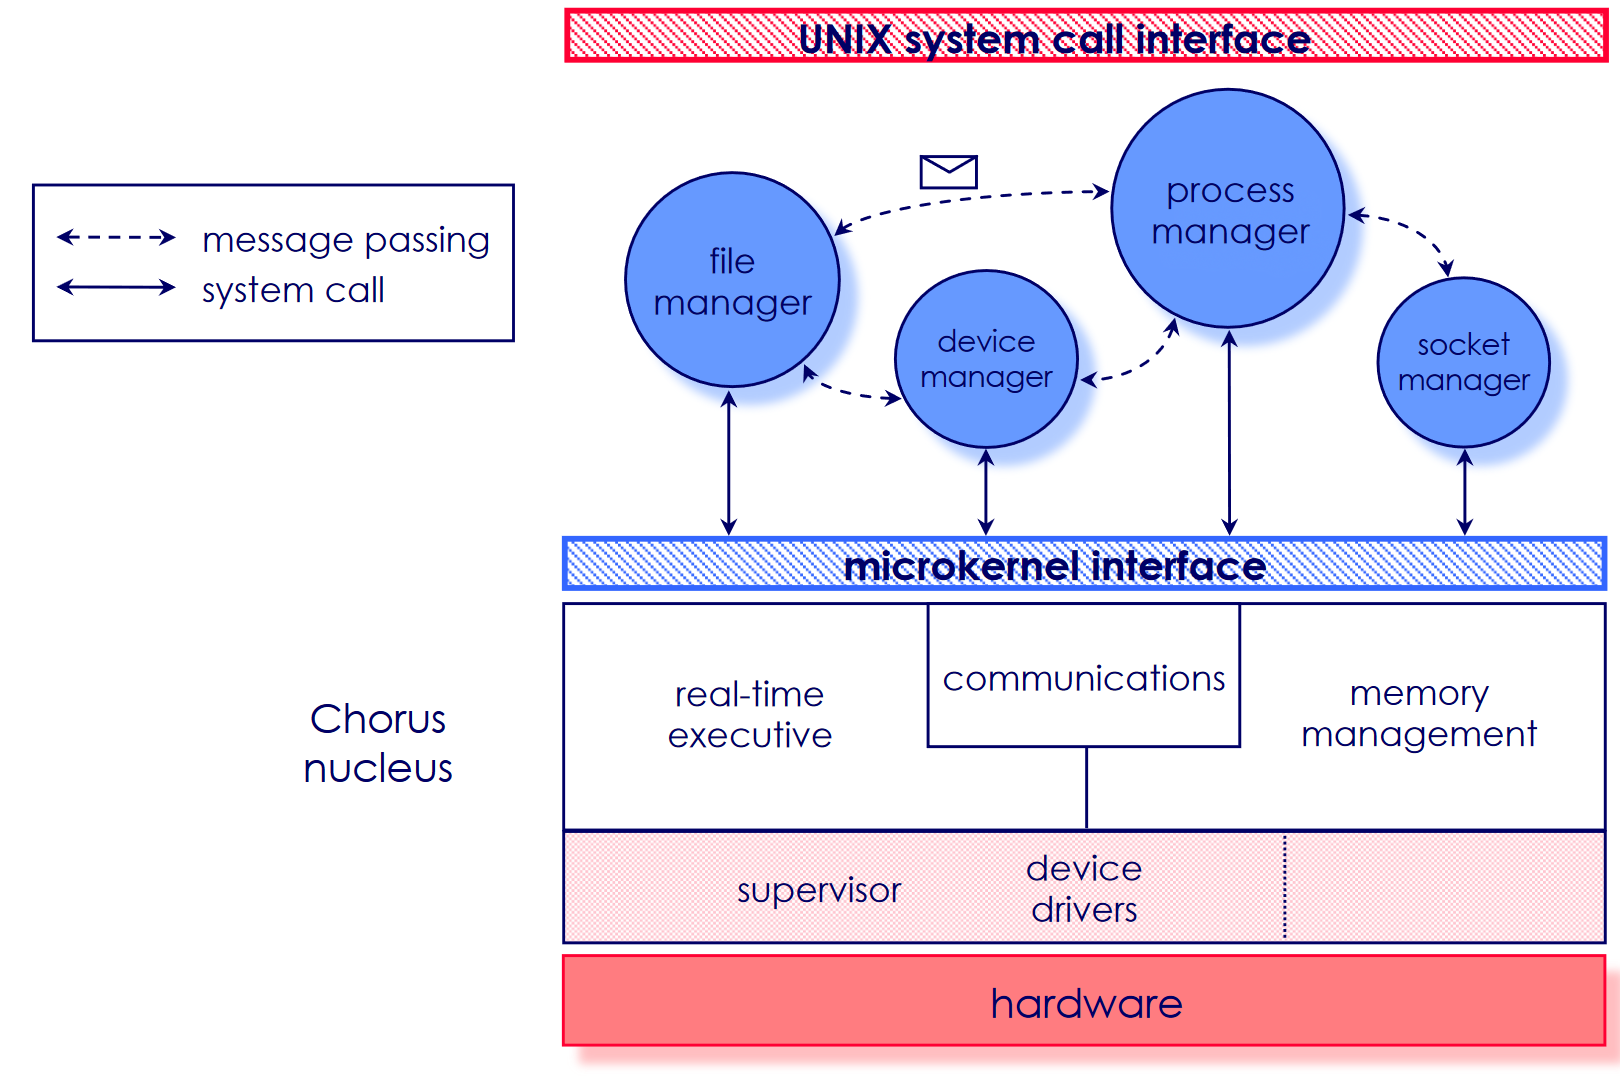 UNIX system call interface
message passing
system call
file
manager
device
manager
process
manager
socket
manager
microkernel interface
Chorus
nucleus
real-time
executive
communications
memory
management
supervisor
device
drivers
hardware